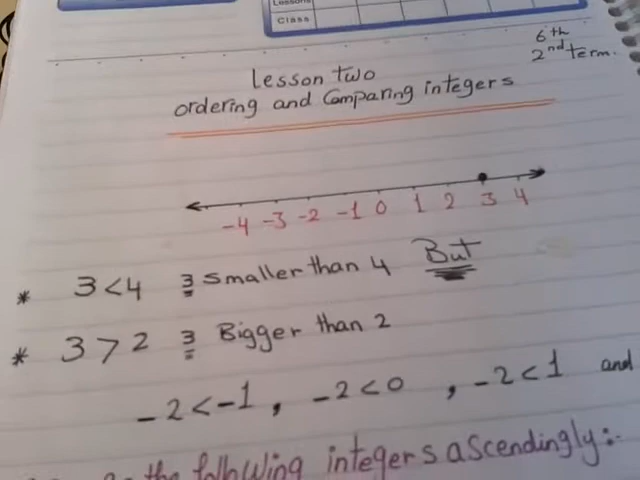 Lessons
Class
6th
2nd term.
Lesson two
ordering and Comparing integers
-4 -3 -2 -1 0 1 2 3 4
* 3 < 4 3 smaller than 4 But
* 3 > 2 3 Bigger than 2
-2 < -1 , -2 < 0 , -2 < 1 and
the following integers ascendingly:-